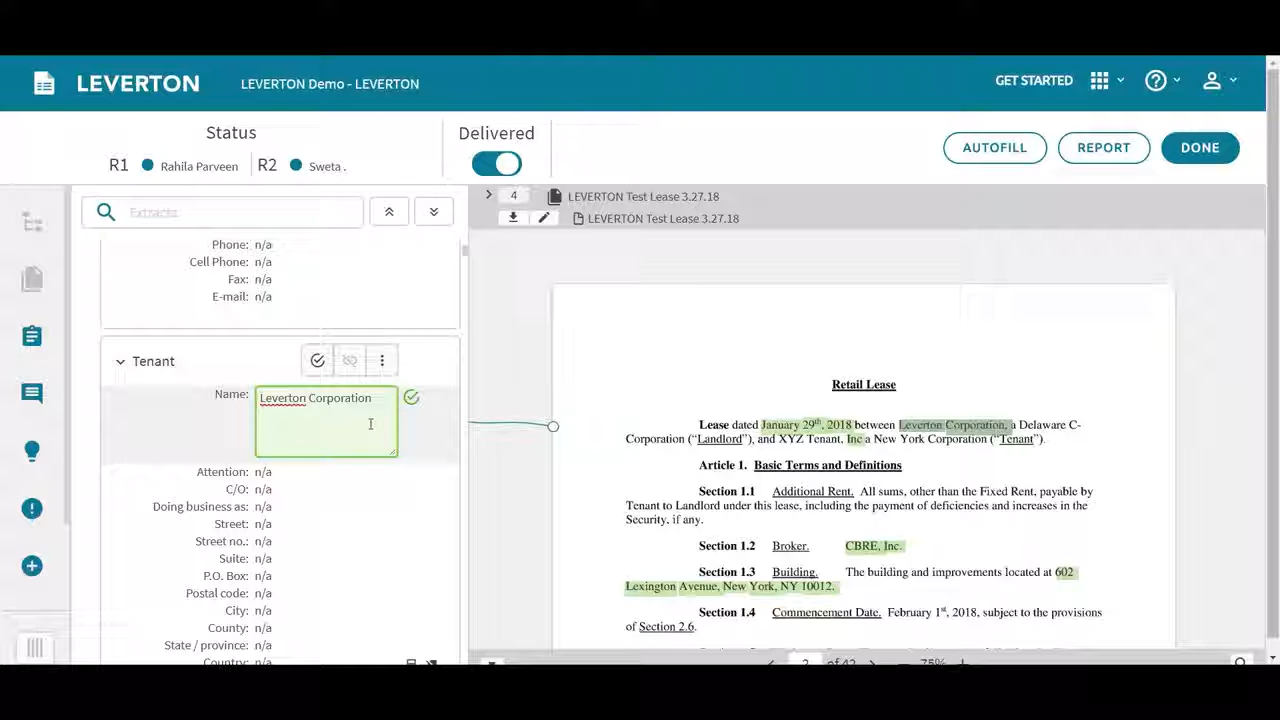 LEVERTON
LEVERTON Demo - LEVERTON
GET STARTED
Status
R1 Rahila Parveen R2 Sweta .
Delivered
AUTOFILL
REPORT
DONE
Extracts
4
LEVERTON Test Lease 3.27.18
LEVERTON Test Lease 3.27.18
Phone: n/a
Cell Phone: n/a
Fax: n/a
E-mail: n/a
Tenant
Name: Leverton Corporation
Attention: n/a
C/O: n/a
Doing business as: n/a
Street: n/a
Street no.: n/a
Suite: n/a
P.O. Box: n/a
Postal code: n/a
City: n/a
County: n/a
State / province: n/a
Country: n/a
Retail Lease
Lease dated January 29th, 2018 between Leverton Corporation, a Delaware C-
Corporation (“Landlord”), and XYZ Tenant, Inc a New York Corporation (“Tenant”).
Article 1. Basic Terms and Definitions
Section 1.1 Additional Rent. All sums, other than the Fixed Rent, payable by
Tenant to Landlord under this lease, including the payment of deficiencies and increases in the
Security, if any.
Section 1.2 Broker. CBRE, Inc.
Section 1.3 Building. The building and improvements located at 602
Lexington Avenue, New York, NY 10012.
Section 1.4 Commencement Date. February 1st, 2018, subject to the provisions
of Section 2.6.
2 of 42
75%